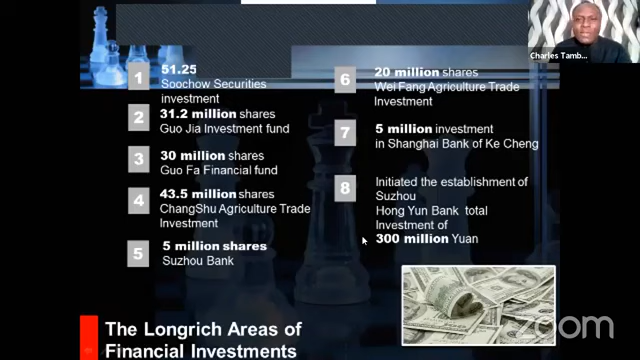 Charles Tamb...
1
51.25
Soochow Securities
investment
2
31.2 million shares
Guo Jia Investment fund
3
30 million shares
Guo Fa Financial fund
4
43.5 million shares
ChangShu Agriculture Trade
Investment
5
5 million shares
Suzhou Bank
6
20 million shares
Wei Fang Agriculture Trade
Investment
7
5 million investment
in Shanghai Bank of Ke Cheng
8
Initiated the establishment of
Suzhou
Hong Yun Bank total
Investment of
300 million Yuan
The Longrich Areas of
Financial Investments
zoom